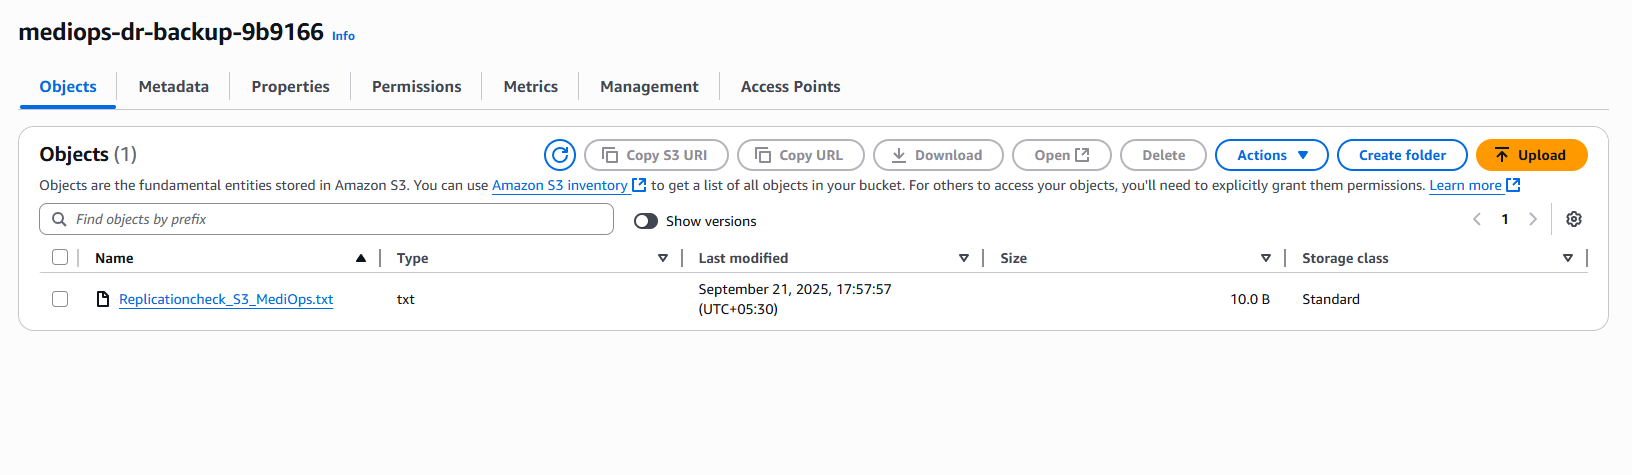 mediops-dr-backup-9b9166 Info
Objects Metadata Properties Permissions Metrics Management Access Points
Objects (1) Copy S3 URI Copy URL Download Open Delete Actions Create folder Upload
Objects are the fundamental entities stored in Amazon S3. You can use Amazon S3 inventory to get a list of all objects in your bucket. For others to access your objects, you'll need to explicitly grant them permissions. Learn more
Find objects by prefix Show versions 1
Name Type Last modified Size Storage class
Replicationcheck_S3_MediOps.txt txt September 21, 2025, 17:57:57 10.0 B Standard
(UTC+05:30)